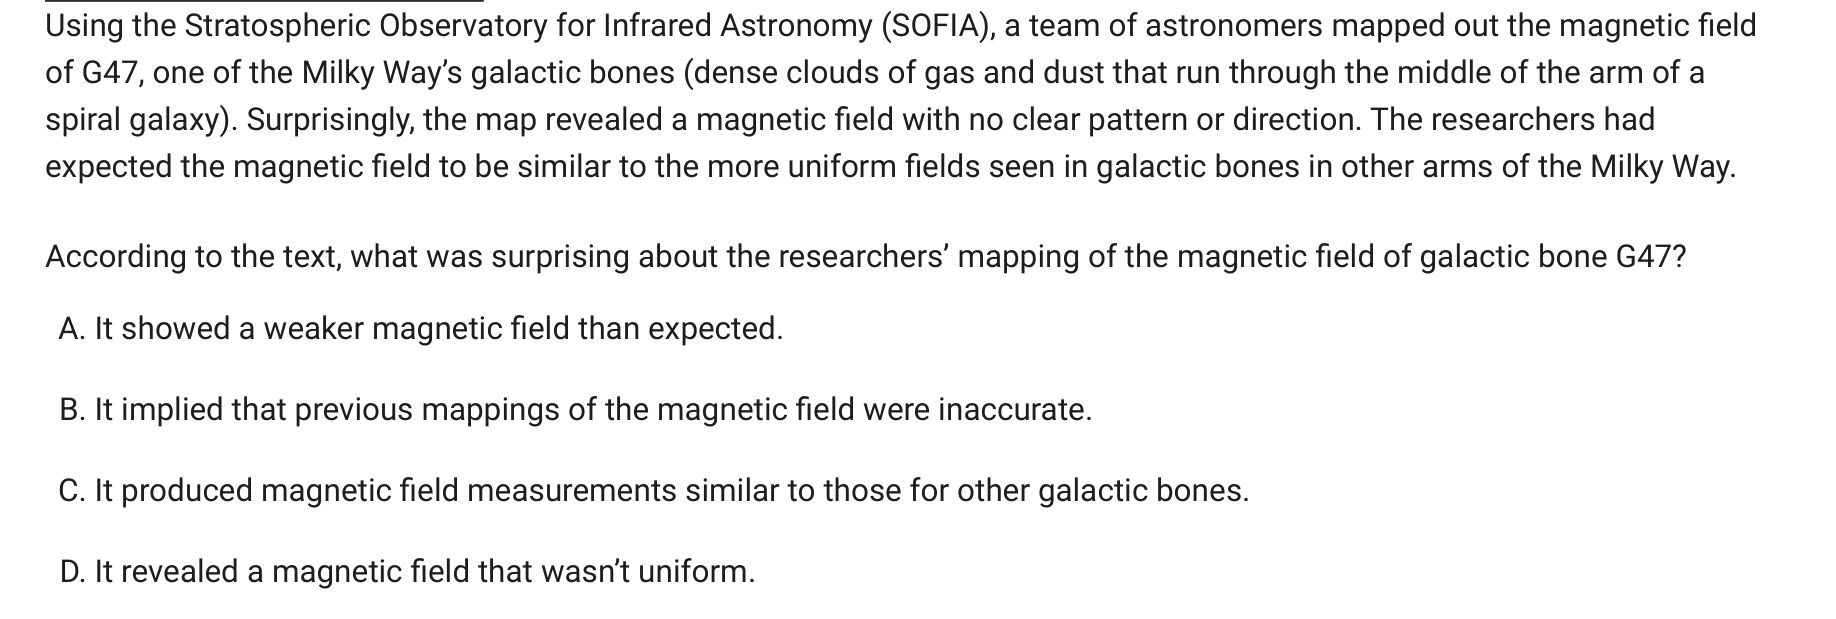 Using the Stratospheric Observatory for Infrared Astronomy (SOFIA), a team of astronomers mapped out the magnetic field
of G47, one of the Milky Way’s galactic bones (dense clouds of gas and dust that run through the middle of the arm of a
spiral galaxy). Surprisingly, the map revealed a magnetic field with no clear pattern or direction. The researchers had
expected the magnetic field to be similar to the more uniform fields seen in galactic bones in other arms of the Milky Way.
According to the text, what was surprising about the researchers’ mapping of the magnetic field of galactic bone G47?
A. It showed a weaker magnetic field than expected.
B. It implied that previous mappings of the magnetic field were inaccurate.
C. It produced magnetic field measurements similar to those for other galactic bones.
D. It revealed a magnetic field that wasn’t uniform.